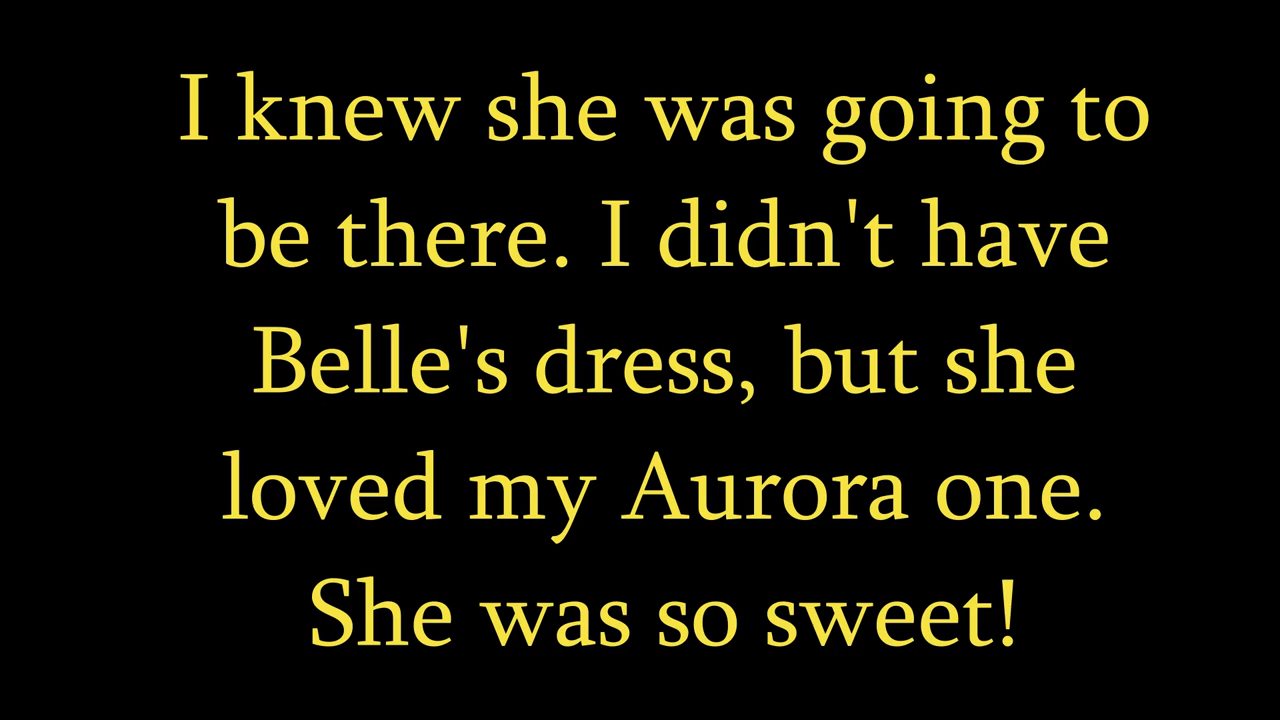 I knew she was going to
be there. I didn't have
Belle's dress, but she
loved my Aurora one.
She was so sweet!